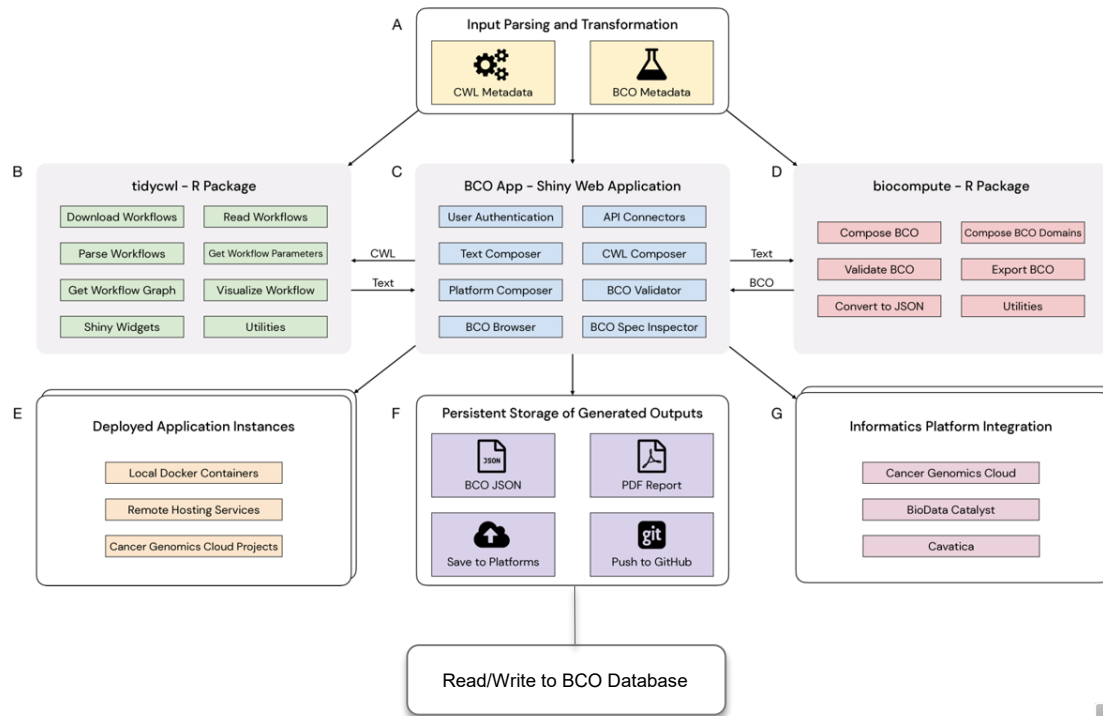 A
Input Parsing and Transformation
CWL Metadata
BCO Metadata
B
tidycwl - R Package
Download Workflows
Read Workflows
Parse Workflows
Get Workflow Parameters
Get Workflow Graph
Visualize Workflow
Shiny Widgets
Utilities
CWL
Text
C
BCO App - Shiny Web Application
User Authentication
API Connectors
Text Composer
CWL Composer
Platform Composer
BCO Validator
BCO Browser
BCO Spec Inspector
Text
BCO
D
biocompute - R Package
Compose BCO
Compose BCO Domains
Validate BCO
Export BCO
Convert to JSON
Utilities
E
Deployed Application Instances
Local Docker Containers
Remote Hosting Services
Cancer Genomics Cloud Projects
F
Persistent Storage of Generated Outputs
JSON
BCO JSON
PDF Report
Save to Platforms
git
Push to GitHub
G
Informatics Platform Integration
Cancer Genomics Cloud
BioData Catalyst
Cavatica
Read/Write to BCO Database